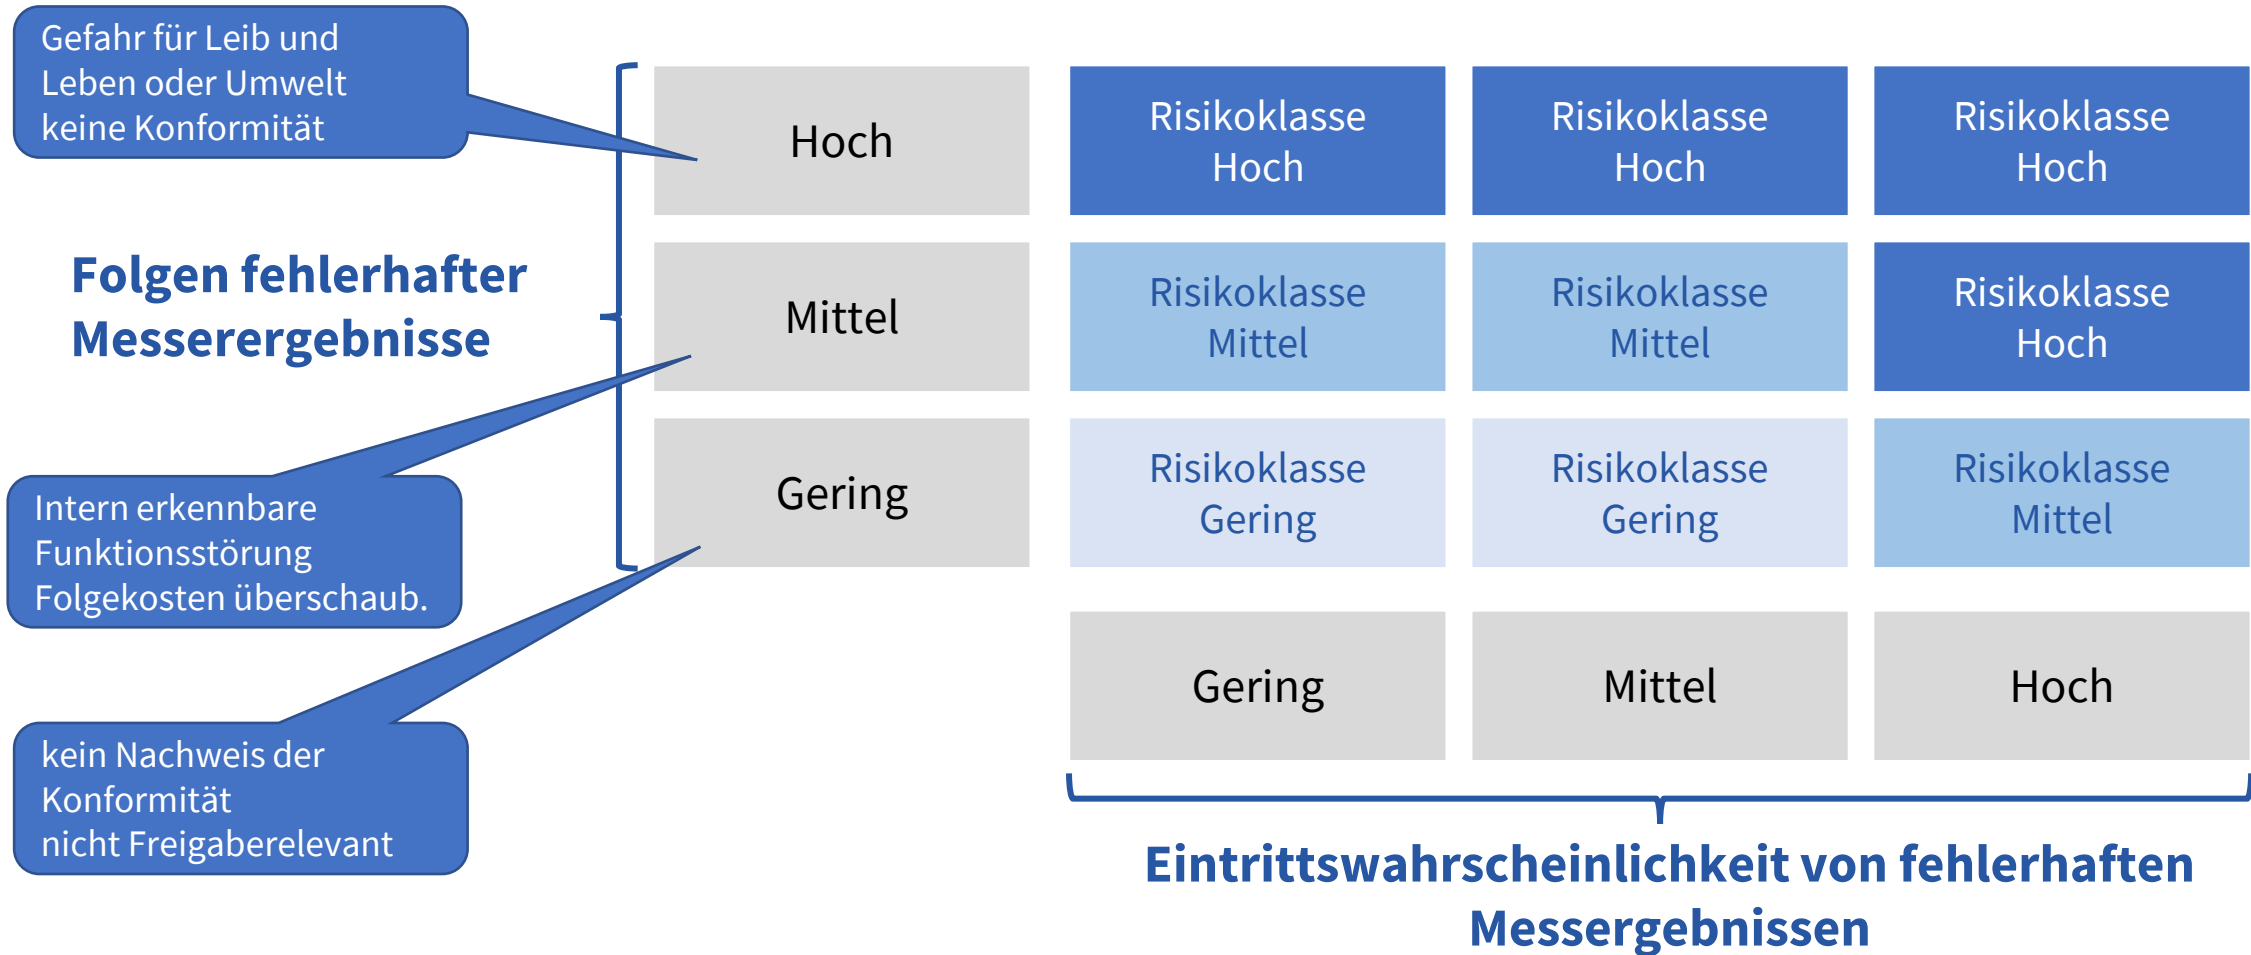 Gefahr für Leib und
Leben oder Umwelt
keine Konformität
Folgen fehlerhafter
Messerergebnisse
Intern erkennbare
Funktionsstörung
Folgekosten überschaub.
kein Nachweis der
Konformität
nicht Freigaberelevant
Hoch
Risikoklasse
Hoch
Risikoklasse
Hoch
Risikoklasse
Hoch
Mittel
Risikoklasse
Mittel
Risikoklasse
Mittel
Risikoklasse
Hoch
Gering
Risikoklasse
Gering
Risikoklasse
Gering
Risikoklasse
Mittel
Gering
Mittel
Hoch
Eintrittswahrscheinlichkeit von fehlerhaften
Messergebnissen